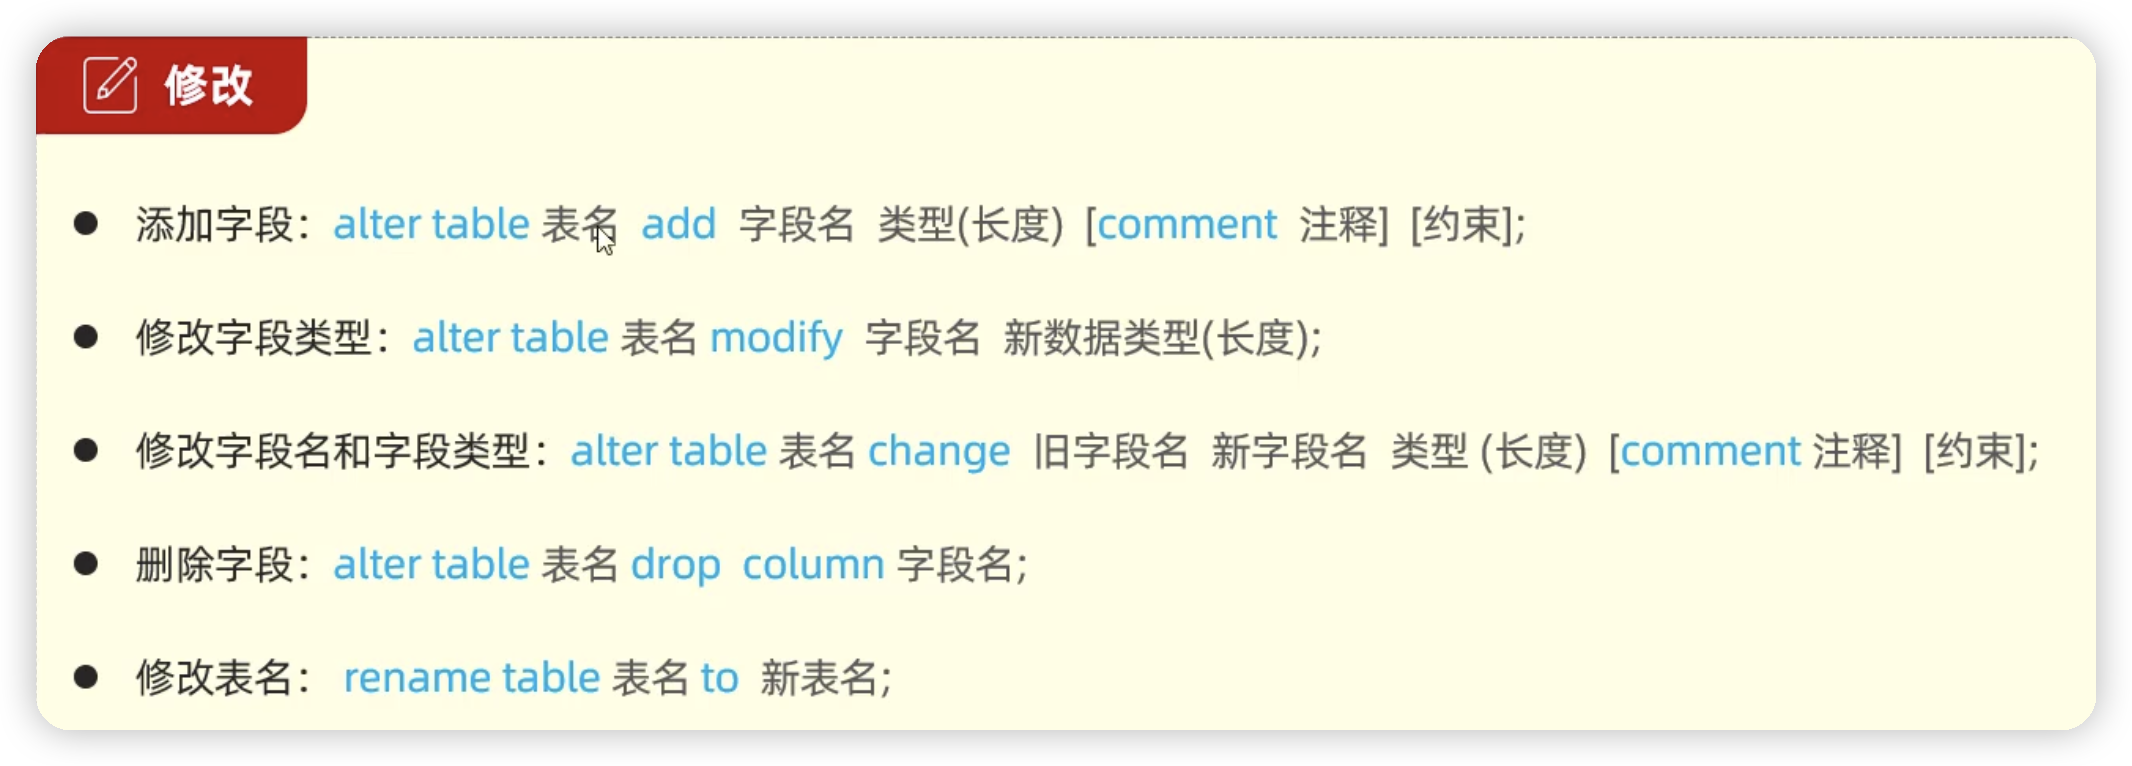 修改
添加字段：alter table 表名 add 字段名 类型(长度) [comment 注释] [约束];
修改字段类型：alter table 表名 modify 字段名 新数据类型(长度);
修改字段名和字段类型：alter table 表名 change 旧字段名 新字段名 类型 (长度) [comment 注释] [约束];
删除字段：alter table 表名 drop column 字段名;
修改表名： rename table 表名 to 新表名;